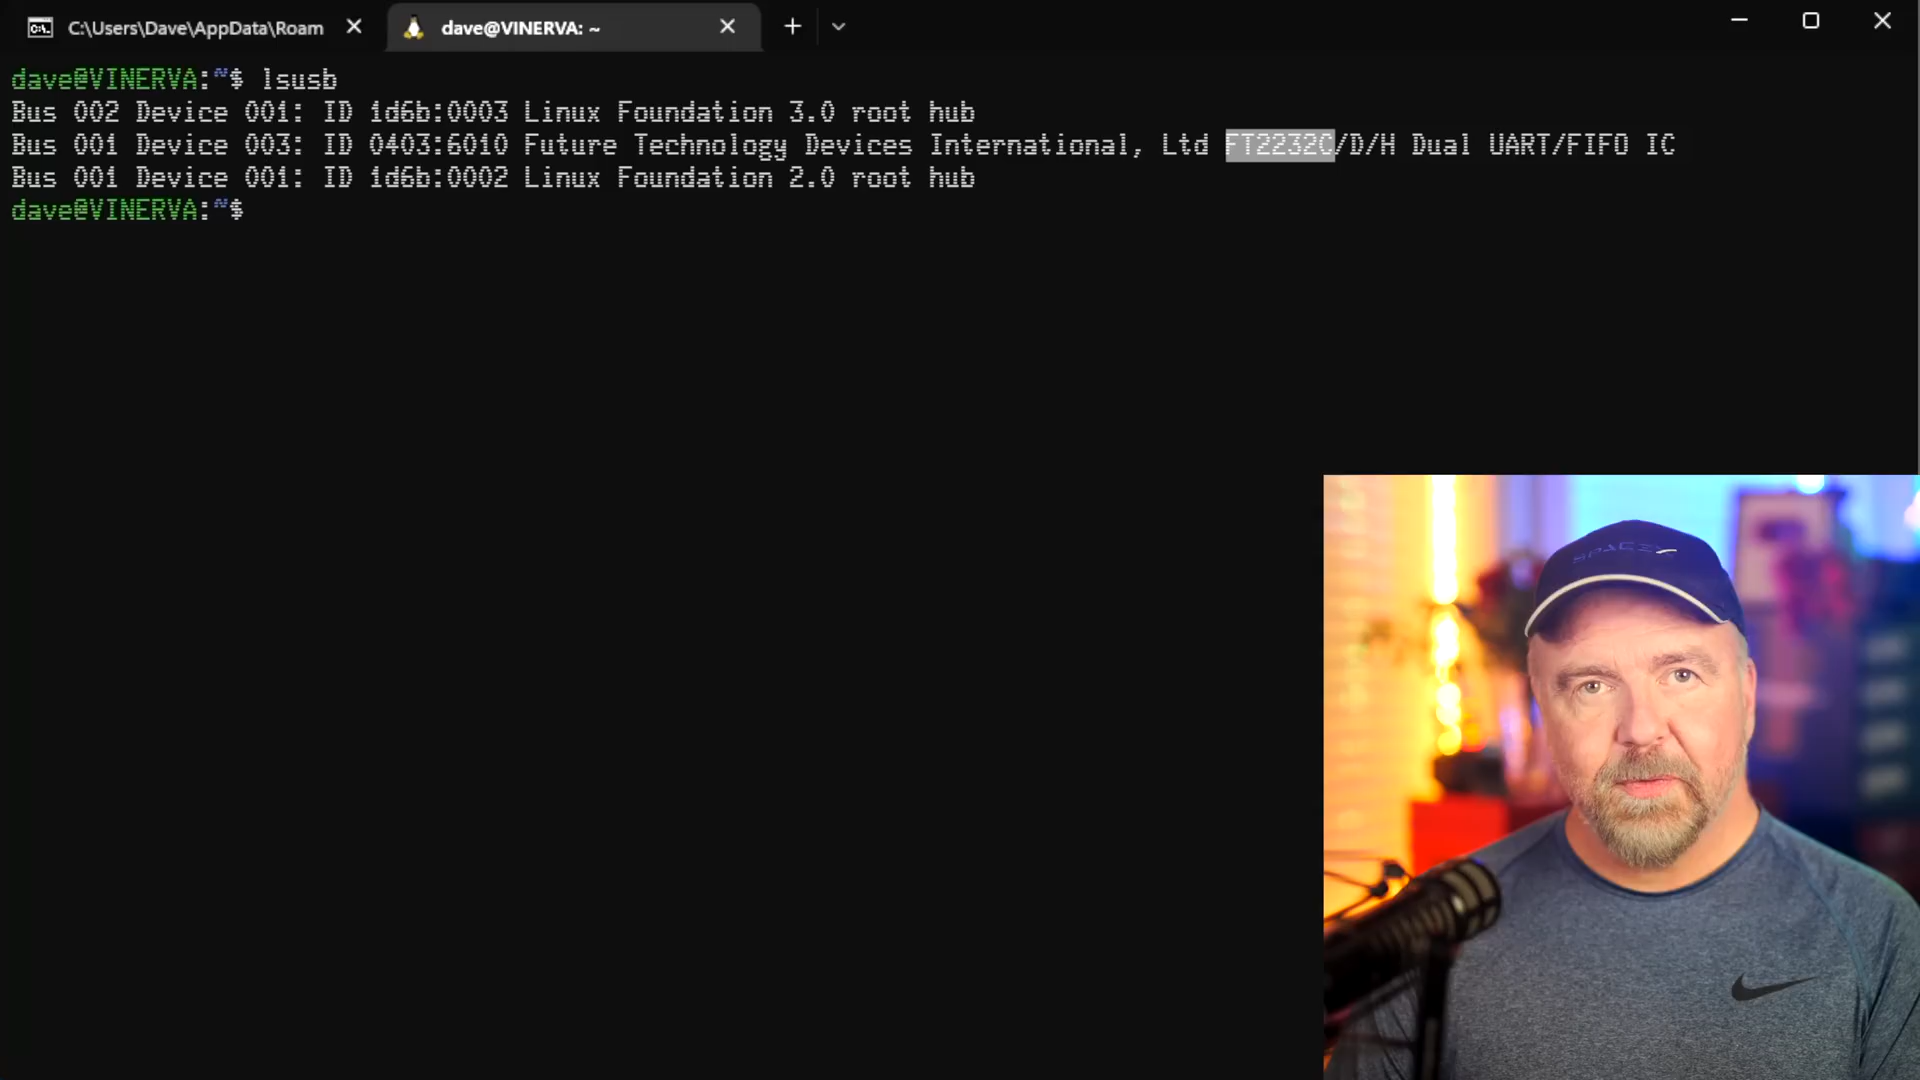 C:\Users\Dave\AppData\Roam
dave@VINERVA: ~
dave@VINERVA:~$ lsusb
Bus 002 Device 001: ID 1d6b:0003 Linux Foundation 3.0 root hub
Bus 001 Device 003: ID 0403:6010 Future Technology Devices International, Ltd FT2232C/D/H Dual UART/FIFO IC
Bus 001 Device 001: ID 1d6b:0002 Linux Foundation 2.0 root hub
dave@VINERVA:~$
SPACEX